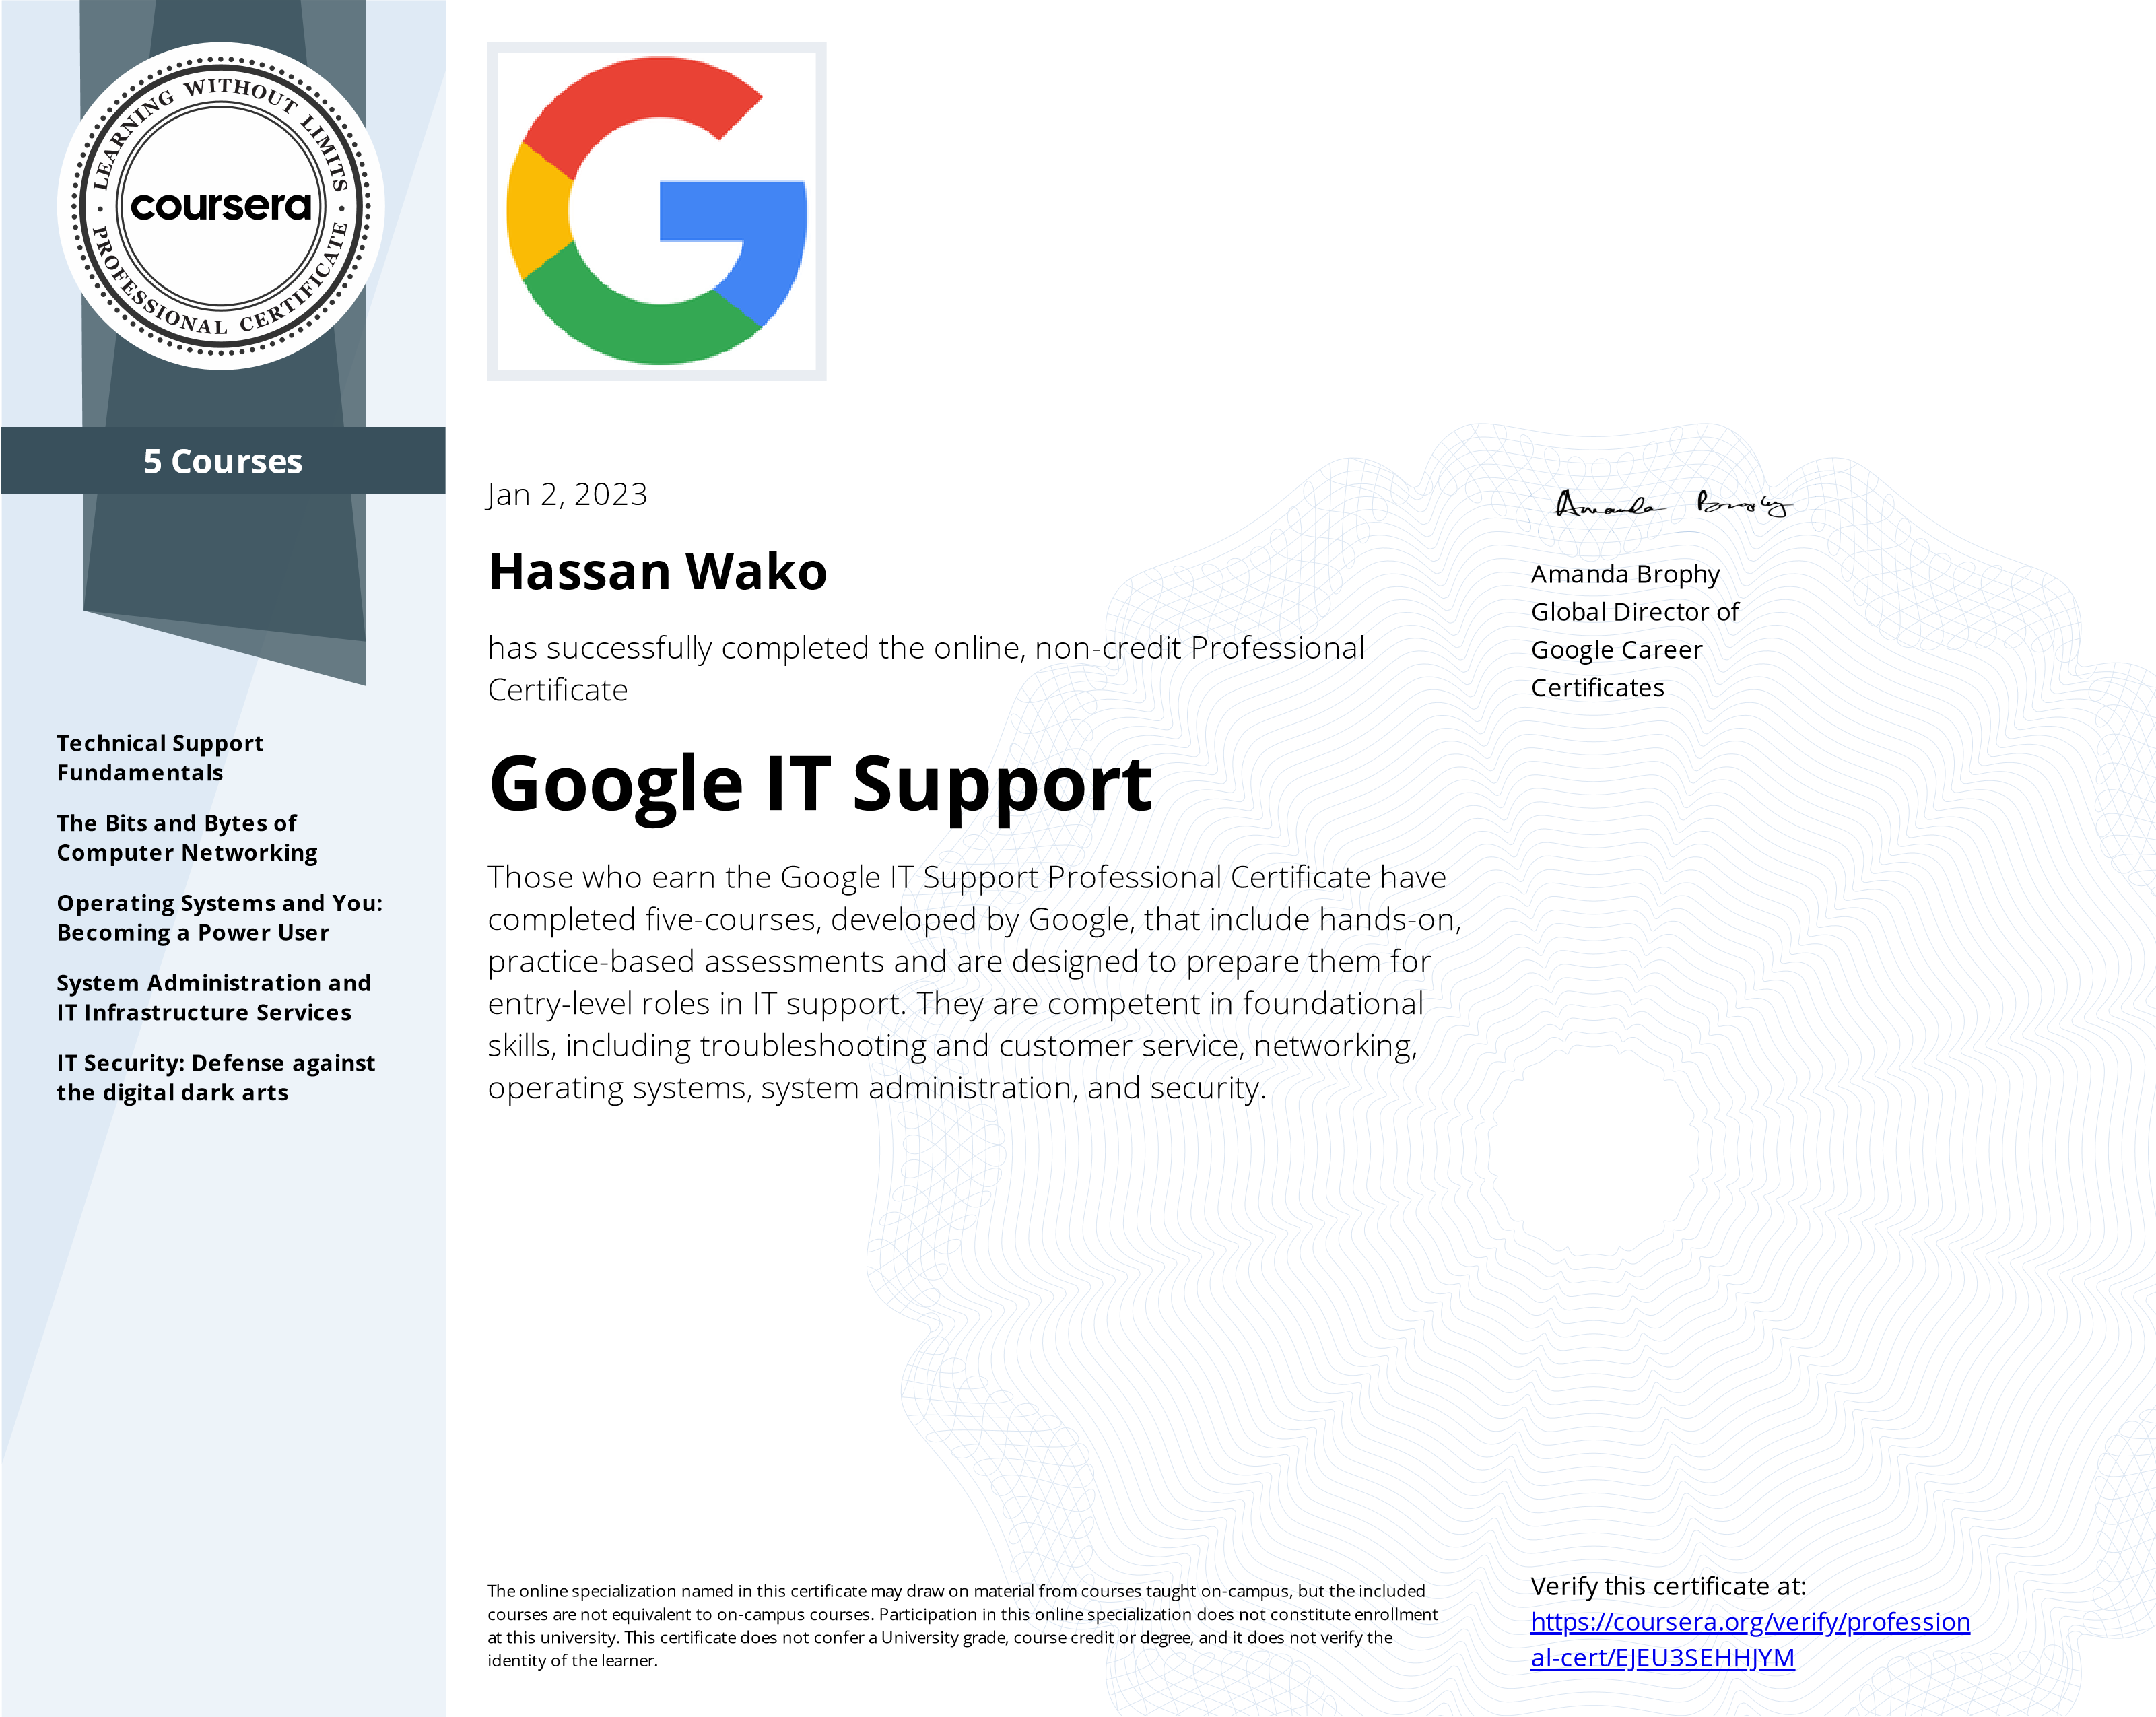 LEARNING WITHOUT LIMITS
coursera
PROFESSIONAL CERTIFICATE
5 Courses
Technical Support
Fundamentals
The Bits and Bytes of
Computer Networking
Operating Systems and You:
Becoming a Power User
System Administration and
IT Infrastructure Services
IT Security: Defense against
the digital dark arts
G
Jan 2, 2023
Hassan Wako
has successfully completed the online, non-credit Professional
Certificate
Google IT Support
Those who earn the Google IT Support Professional Certificate have
completed five-courses, developed by Google, that include hands-on,
practice-based assessments and are designed to prepare them for
entry-level roles in IT support. They are competent in foundational
skills, including troubleshooting and customer service, networking,
operating systems, system administration, and security.
Amanda Brophy
Amanda Brophy
Global Director of
Google Career
Certificates
The online specialization named in this certificate may draw on material from courses taught on-campus, but the included
courses are not equivalent to on-campus courses. Participation in this online specialization does not constitute enrollment
at this university. This certificate does not confer a University grade, course credit or degree, and it does not verify the
identity of the learner.
Verify this certificate at:
https://coursera.org/verify/profession
al-cert/EJEU3SEHHJYM